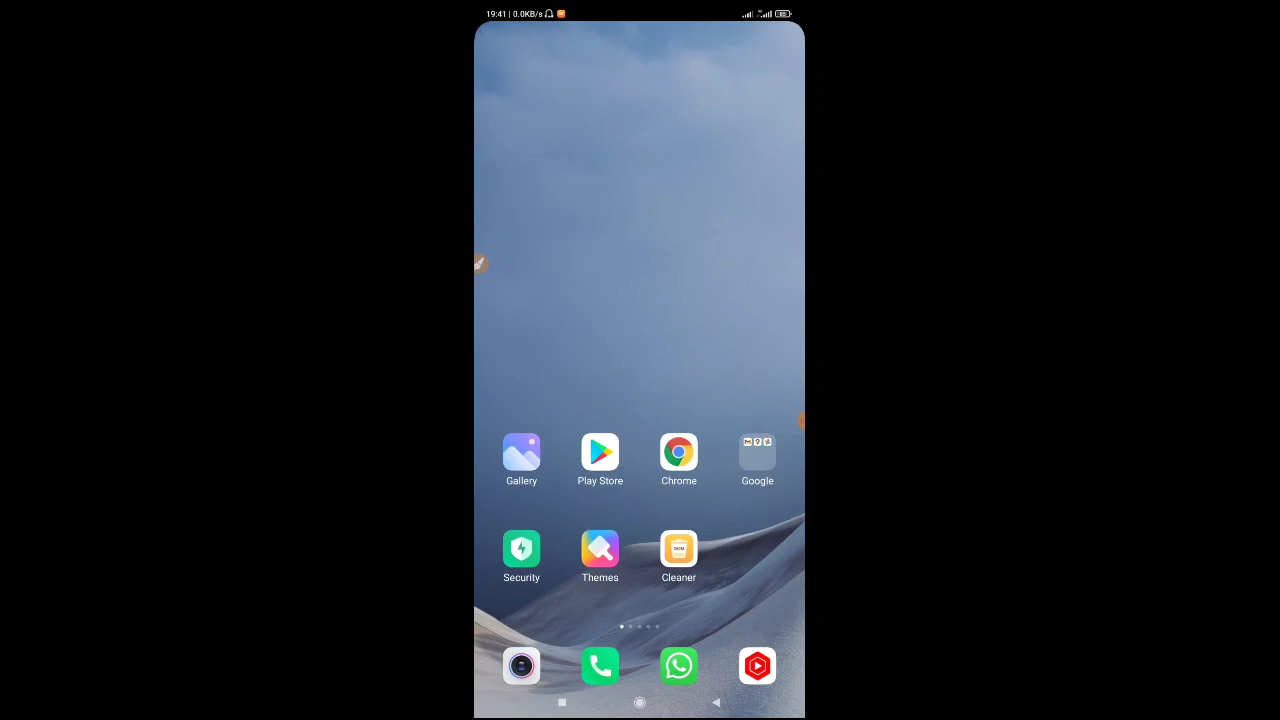 19:41 | 0.0KB/s
Gallery
Play Store
Chrome
Google
Security
Themes
Cleaner